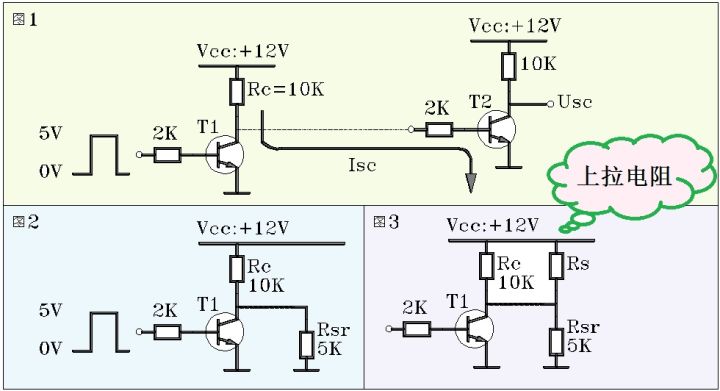 图1
Vcc:+12V
Rc=10K
T1
2K
5V
0V
Isc
Vcc:+12V
10K
T2
2K
Usc
上拉电阻
图2
Vcc:+12V
Rc
10K
T1
2K
5V
0V
Rsr
5K
图3
Vcc:+12V
Rc
10K
Rs
T1
2K
Rsr
5K